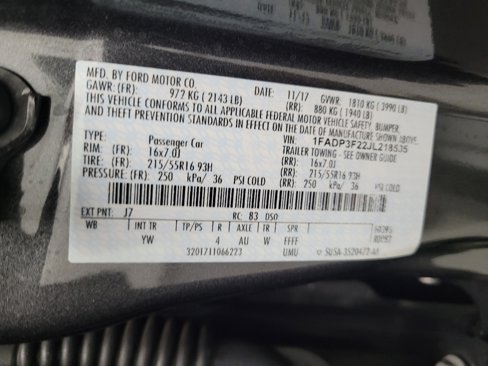 MFD. BY FORD MOTOR CO.
DATE: 11/17 GVWR: 1810 KG ( 3990 LB)
GAWR: (FR): 972 KG ( 2143 LB) (RR): 880 KG ( 1940 LB)
THIS VEHICLE CONFORMS TO ALL APPLICABLE FEDERAL MOTOR VEHICLE SAFETY, BUMPER,
AND THEFT PREVENTION STANDARDS IN EFFECT ON THE DATE OF MANUFACTURE SHOWN ABOVE
VIN: 1FADP3F22JL218535
TYPE: Passenger Car TRAILER TOWING - SEE OWNER GUIDE
RIM: (FR): 16x7.0J (RR): 16x7.0J
TIRE: (FR): 215/55R16 93H (RR): 215/55R16 93H
PRESSURE: (FR): 250 kPa/ 36 PSI COLD (RR): 250 kPa/ 36 PSI COLD
EXT PNT: J7 RC: 83 DSO
WB INT TR TP/PS R AXLE TR SPR
YW 4 AU W FFFF
3201711066223 UMU